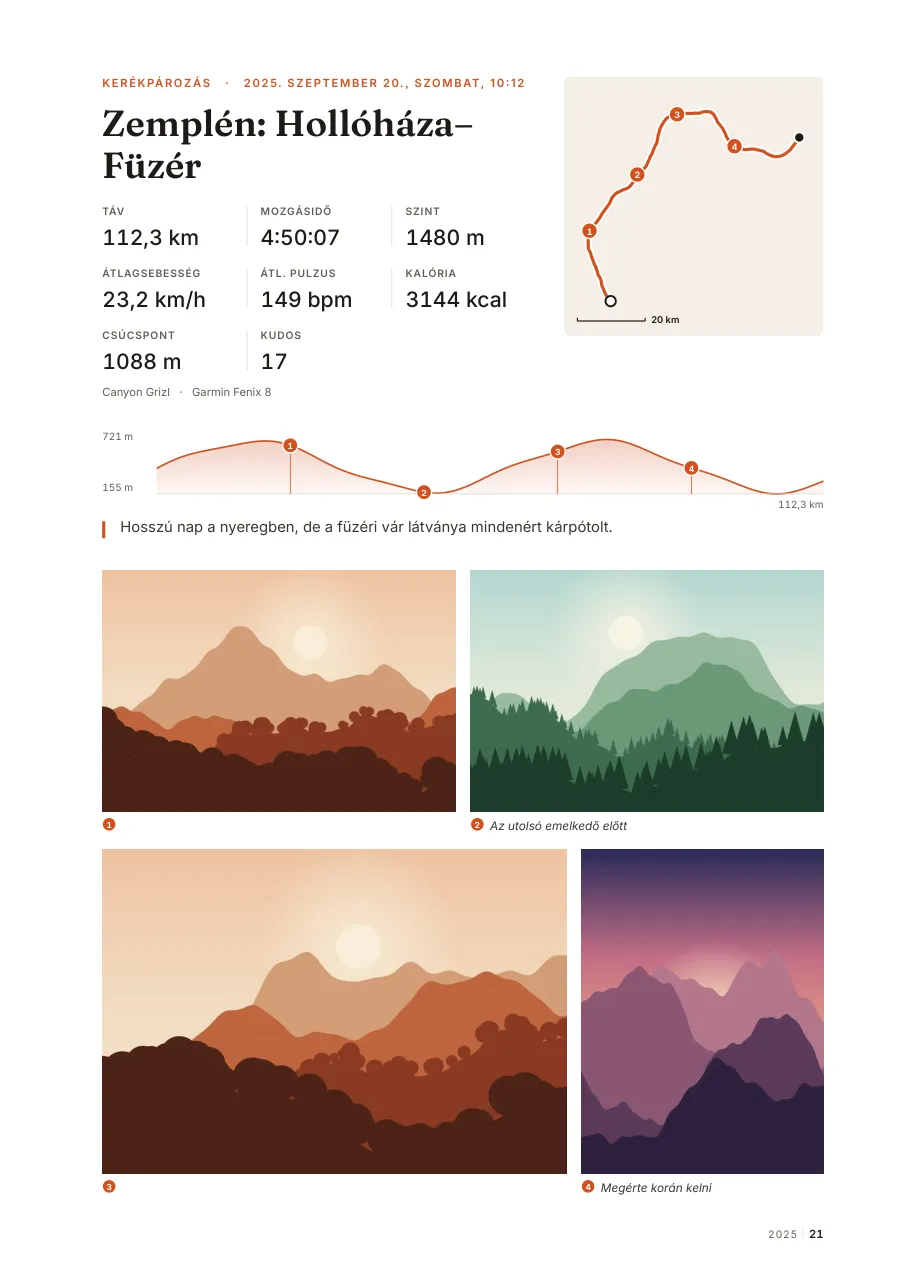 KERÉKPÁROZÁS · 2025. SZEPTEMBER 20., SZOMBAT, 10:12
Zemplén: Hollóháza–
Füzér
TÁV
MOZGÁSIDŐ
SZINT
112,3 km
4:50:07
1480 m
ÁTLAGSEBESSÉG
ÁTL. PULZUS
KALÓRIA
23,2 km/h
149 bpm
3144 kcal
CSÚCSPONT
KUDOS
1088 m
17
Canyon Grizl · Garmin Fenix 8
3
4
2
1
20 km
721 m
155 m
1
2
3
4
112,3 km
Hosszú nap a nyeregben, de a füzéri vár látványa mindenért kárpótolt.
1
2 Az utolsó emelkedő előtt
3
4 Megérte korán kelni
2025 21